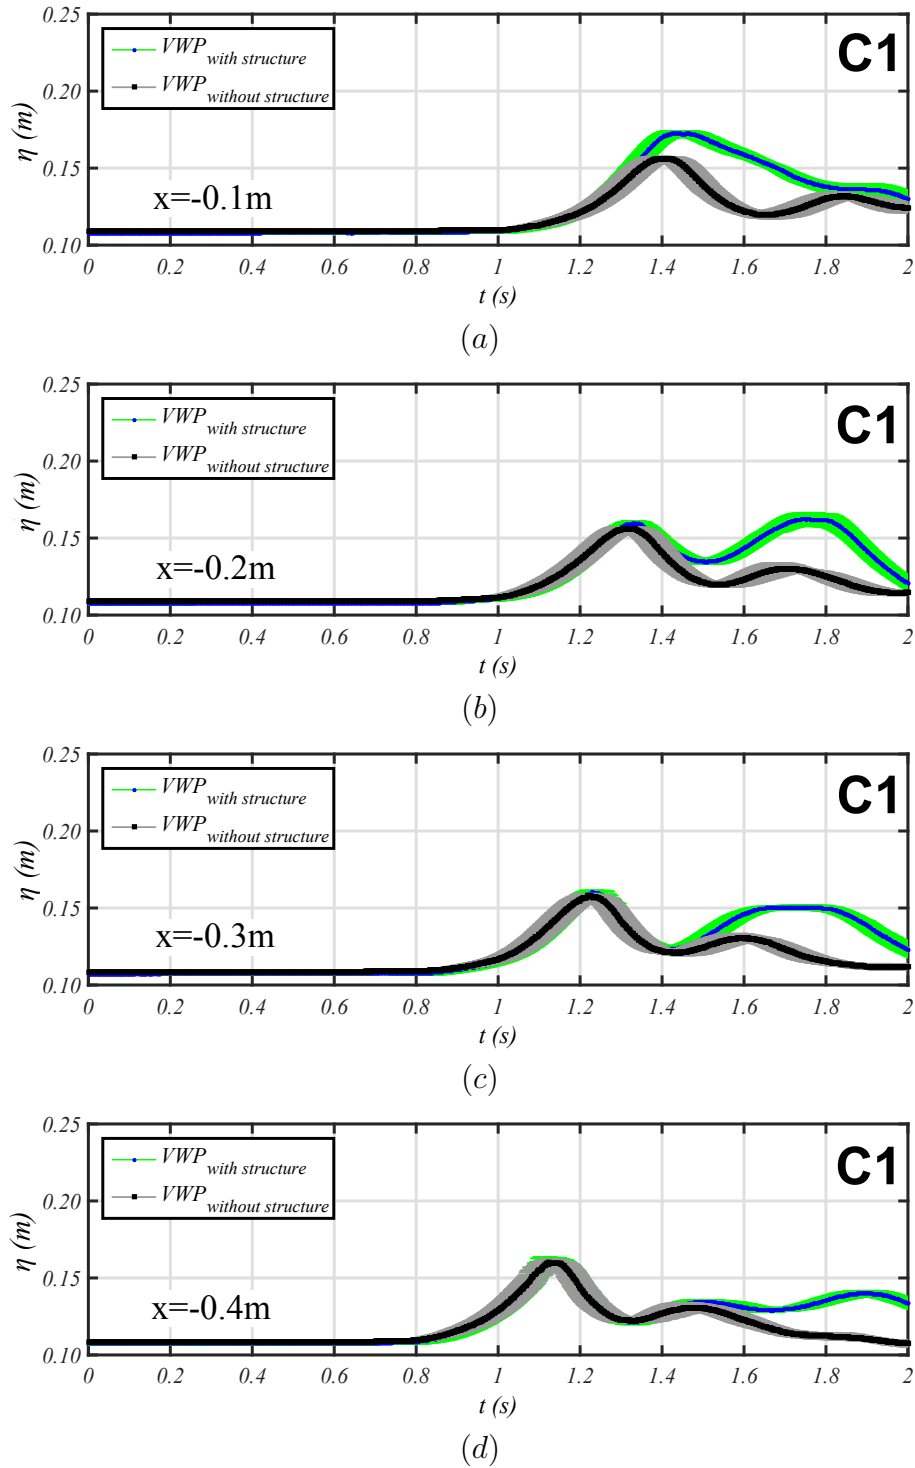 0.25
0.20
0.15
0.10
η (m)
VWP with structure
VWP without structure
C1
x=-0.1m
0 0.2 0.4 0.6 0.8 1 1.2 1.4 1.6 1.8 2
t (s)
(a)
0.25
0.20
0.15
0.10
η (m)
VWP with structure
VWP without structure
C1
x=-0.2m
0 0.2 0.4 0.6 0.8 1 1.2 1.4 1.6 1.8 2
t (s)
(b)
0.25
0.20
0.15
0.10
η (m)
VWP with structure
VWP without structure
C1
x=-0.3m
0 0.2 0.4 0.6 0.8 1 1.2 1.4 1.6 1.8 2
t (s)
(c)
0.25
0.20
0.15
0.10
η (m)
VWP with structure
VWP without structure
C1
x=-0.4m
0 0.2 0.4 0.6 0.8 1 1.2 1.4 1.6 1.8 2
t (s)
(d)